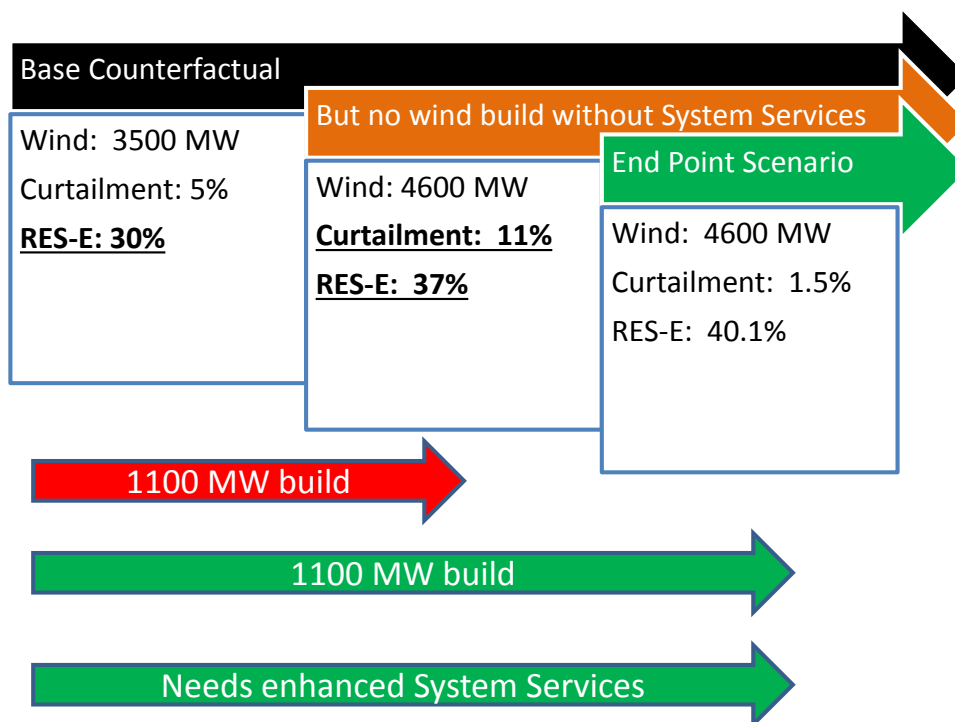 Base Counterfactual
Wind: 3500 MW
Curtailment: 5%
RES-E: 30%
But no wind build without System Services
Wind: 4600 MW
Curtailment: 11%
RES-E: 37%
End Point Scenario
Wind: 4600 MW
Curtailment: 1.5%
RES-E: 40.1%
1100 MW build
1100 MW build
Needs enhanced System Services